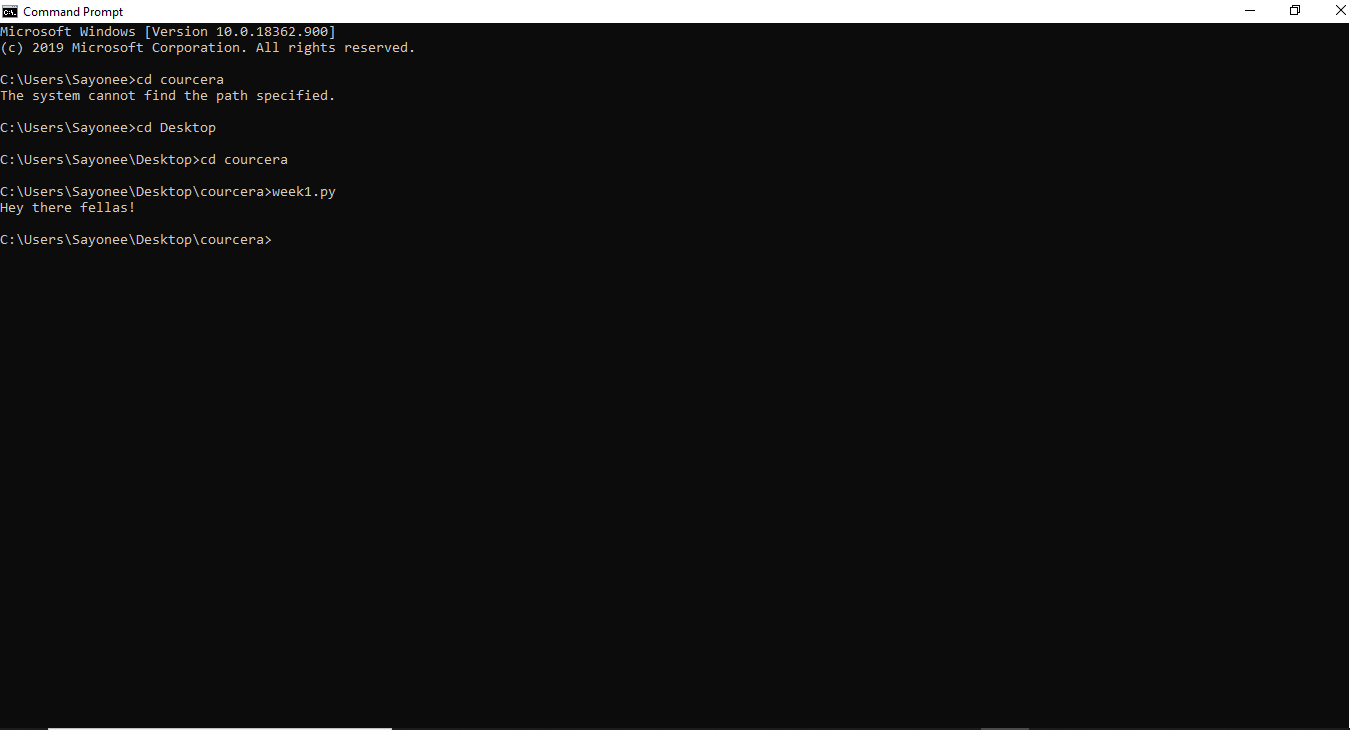 Command Prompt
Microsoft Windows [Version 10.0.18362.900]
(c) 2019 Microsoft Corporation. All rights reserved.
C:\Users\Sayonee>cd courcera
The system cannot find the path specified.
C:\Users\Sayonee>cd Desktop
C:\Users\Sayonee\Desktop>cd courcera
C:\Users\Sayonee\Desktop\courcera>week1.py
Hey there fellas!
C:\Users\Sayonee\Desktop\courcera>